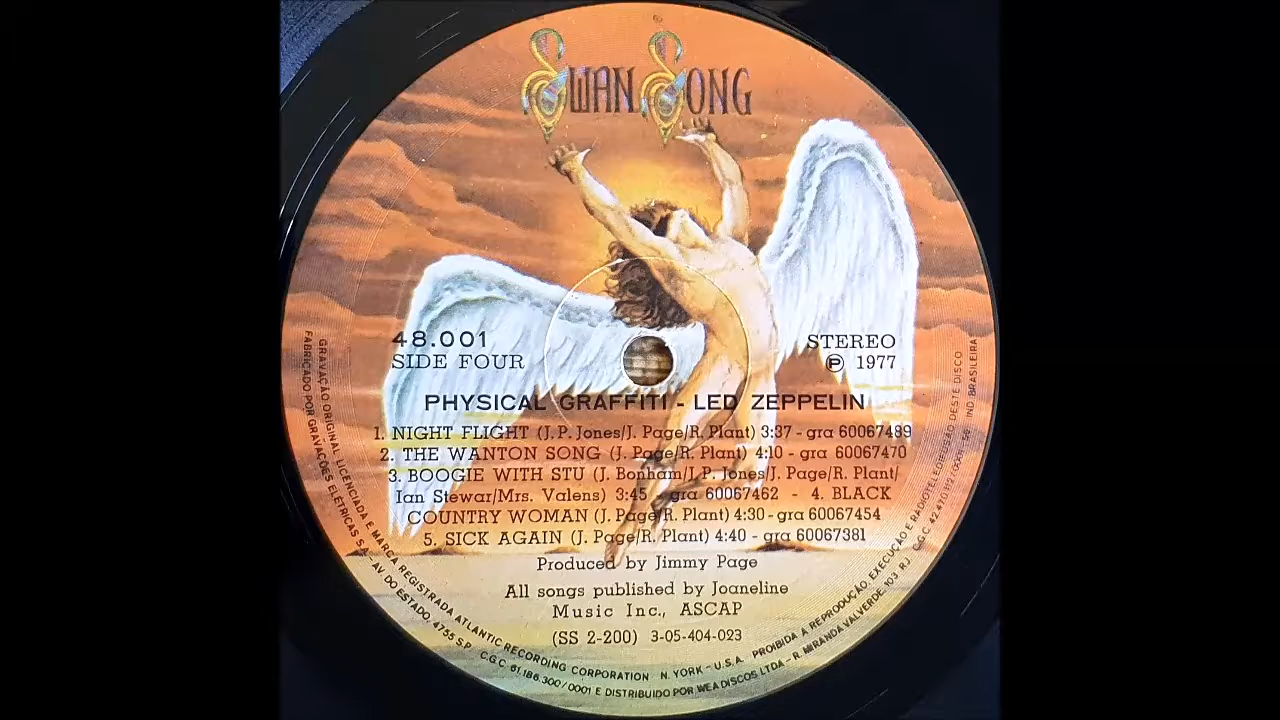 SWAN SONG
48.001
SIDE FOUR
STEREO
℗ 1977
PHYSICAL GRAFFITI - LED ZEPPELIN
1. NIGHT FLIGHT (J.P. Jones/J. Page/R. Plant) 3:37 - gra 60067489
2. THE WANTON SONG (J. Page/R. Plant) 4:10 - gra 60067470
3. BOOGIE WITH STU (J. Bonham/J.P. Jones/J. Page/R. Plant/
Ian Stewar/Mrs. Valens) 3:45 - gra 60067462 - 4. BLACK
COUNTRY WOMAN (J. Page/R. Plant) 4:30 - gra 60067454
5. SICK AGAIN (J. Page/R. Plant) 4:40 - gra 60067381
Produced by Jimmy Page
All songs published by Joaneline
Music Inc., ASCAP
(SS 2-200) 3-05-404-023
GRAVAÇÃO ORIGINAL LICENCIADA E MARCA REGISTRADA ATLANTIC RECORDING CORPORATION N. YORK - U.S.A. PROIBIDA A REPRODUÇÃO, EXECUÇÃO E RADIOTELEDIFUSÃO DESTE DISCO
FABRICADO POR GRAVAÇÕES ELÉTRICAS S.A. - AV. DO ESTADO, 4755 S.P. C.G.C. 61.186.300/0001 E DISTRIBUIDO POR WEA DISCOS LTDA - R. MIRANDA VALVERDE, 103 RJ C.G.C. 42.470.112 IND. BRASILEIRA